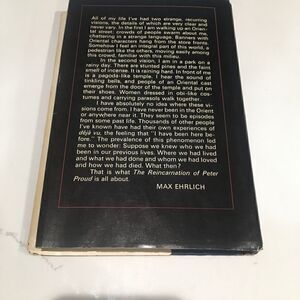 All of my life I've had two strange, recurring
visions, the details of which are very clear and
never vary. In the first I am walking up an Orien-
tal street: crowds of people swarm about me,
chattering in a strange language. Banners with
Oriental characters hang from the store fronts.
Somehow I feel an integral part of this world, a
pedestrian like the others, moving easily among
this crowd, familiar with this milieu.
In the second vision, I am in a park on a
rainy day. There are stunted pines and the faint
smell of incense. It is raining hard. In front of me
is a pagoda-like temple. I hear the sound of
tinkling bells, and people of an Oriental cast
emerge from the door of the temple and put on
their shoes. Women dressed in coi-like cos-
tumes and carrying parasols walk together.
I have absolutely no idea where these vi-
sions come from. I have never been in the Orient
or anywhere near it. They seem to be episodes
from some past life. Thousands of other people
I've known have had their own experiences of
déjà vu, the feeling that "I have been here be-
fore." The prevalence of this phenomenon led
me to wonder: Suppose we knew who we had
been in our previous lives. Where we had lived
and what we had done and whom we had loved
and how we had died. What then?
That is what The Reincarnation of Peter
Proud is all about.
MAX EHRLICH